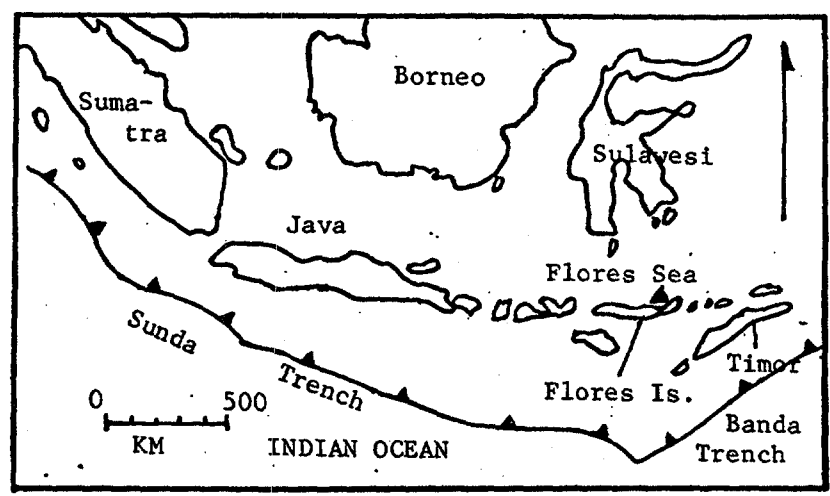 Borneo
Suma-
tra
Sulawesi
Java
Flores Sea
Sunda
Trench
Timor
Flores Is.
0 500
KM
INDIAN OCEAN
Banda
Trench